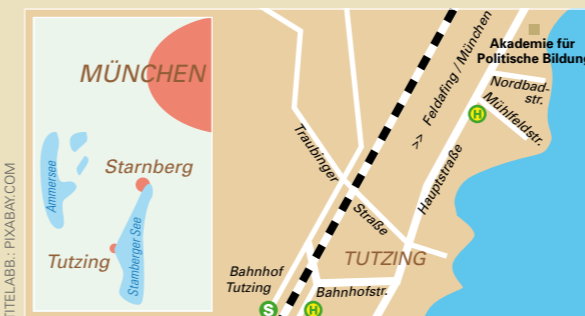 TITELABB.: PIXABAY.COM
MÜNCHEN
Ammersee
Starnberg
Starnberger See
Tutzing
Akademie für
Politische Bildung
Nordbad-
str.
Mühlfeldstr.
H
>> Feldafing / München
Traubinger
Straße
Hauptstraße
TUTZING
Bahnhof
Tutzing
Bahnhofstr.
S
H